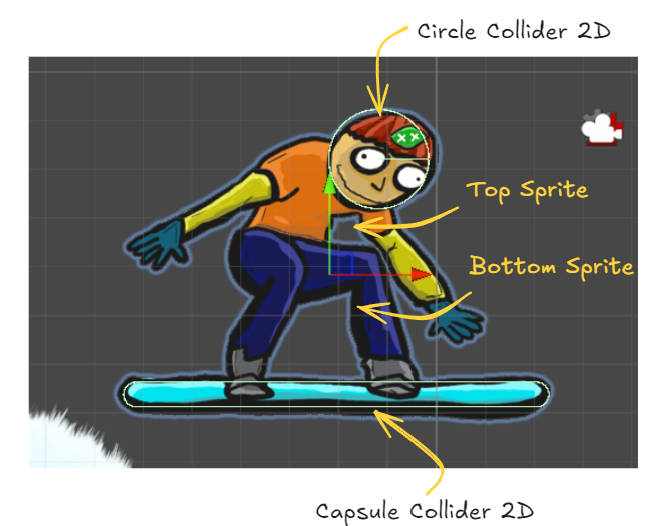 Circle Collider 2D
Top Sprite
Bottom Sprite
Capsule Collider 2D